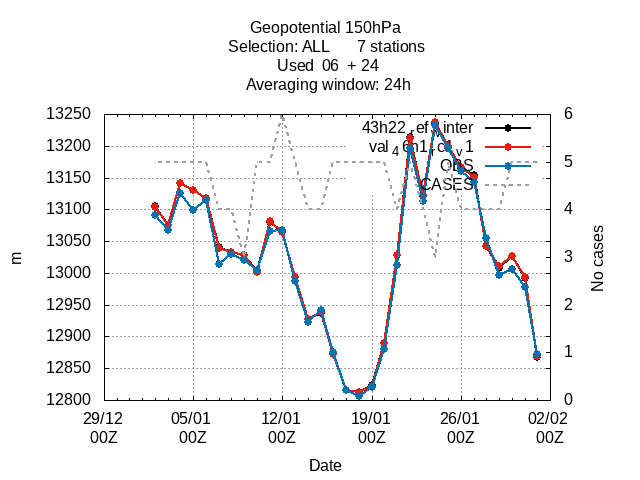 Geopotential 150hPa
Selection: ALL 7 stations
Used 06 + 24
Averaging window: 24h
13250
13200
13150
13100
13050
13000
12950
12900
12850
12800
6
5
4
3
2
1
0
m
No cases
OBS
CASES
29/12 05/01 12/01 19/01 26/01 02/02
00Z 00Z 00Z 00Z 00Z 00Z
Date